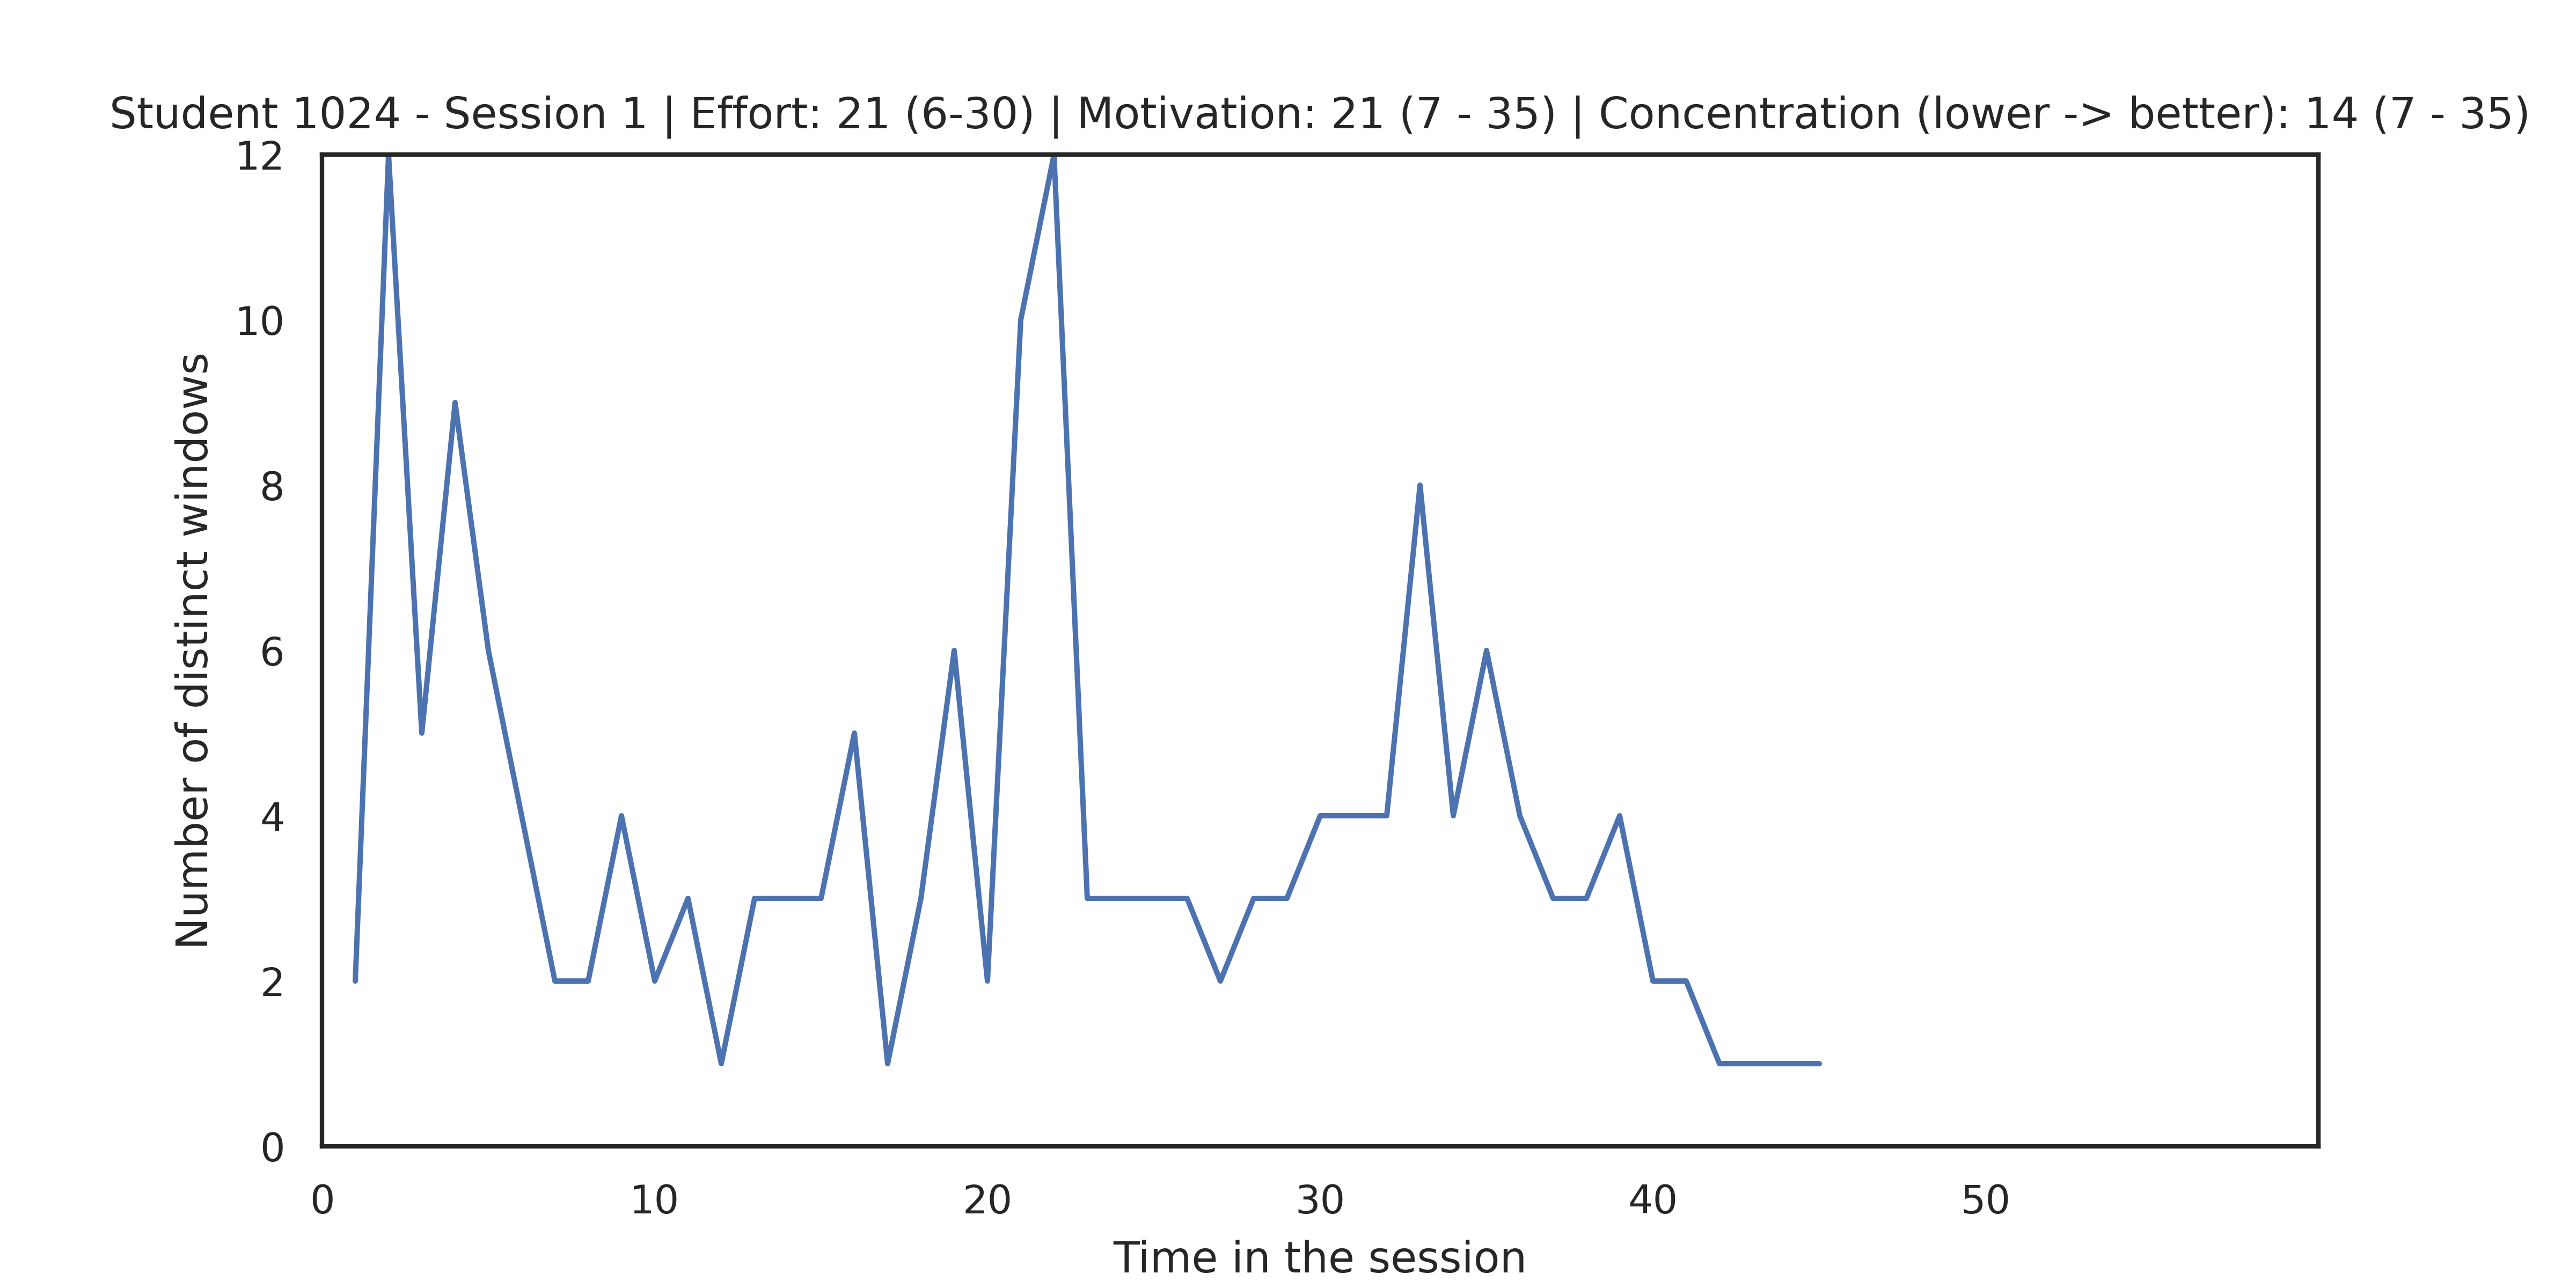 Student 1024 - Session 1 | Effort: 21 (6-30) | Motivation: 21 (7 - 35) | Concentration (lower -> better): 14 (7 - 35)
12
10
8
6
4
2
0
Number of distinct windows
0 10 20 30 40 50
Time in the session